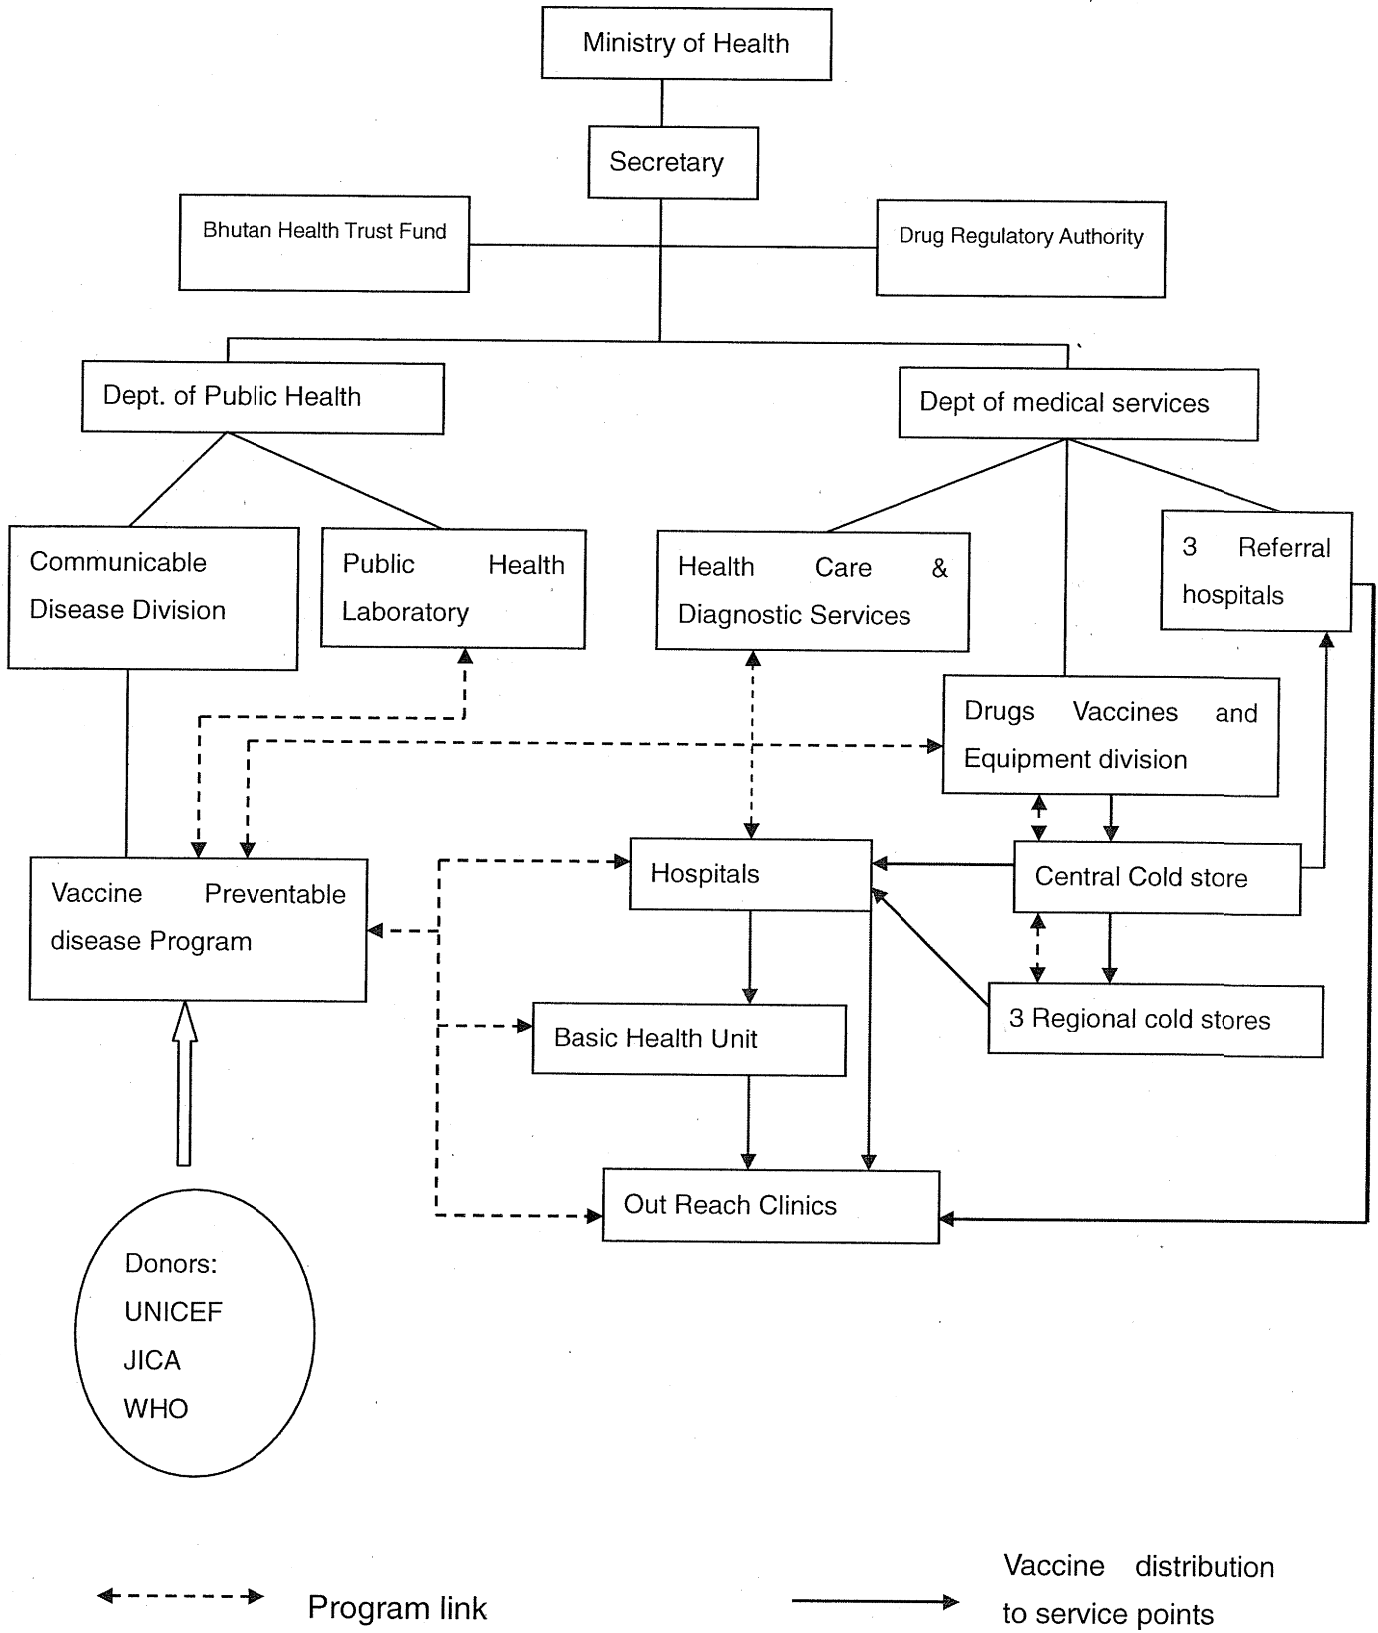 Ministry of Health
Secretary
Bhutan Health Trust Fund
Drug Regulatory Authority
Dept. of Public Health
Dept of medical services
Communicable
Disease Division
Public Health
Laboratory
Health Care &
Diagnostic Services
3 Referral
hospitals
Drugs Vaccines and
Equipment division
Vaccine Preventable
disease Program
Hospitals
Central Cold store
Basic Health Unit
3 Regional cold stores
Out Reach Clinics
Donors:
UNICEF
JICA
WHO
Program link
Vaccine distribution
to service points